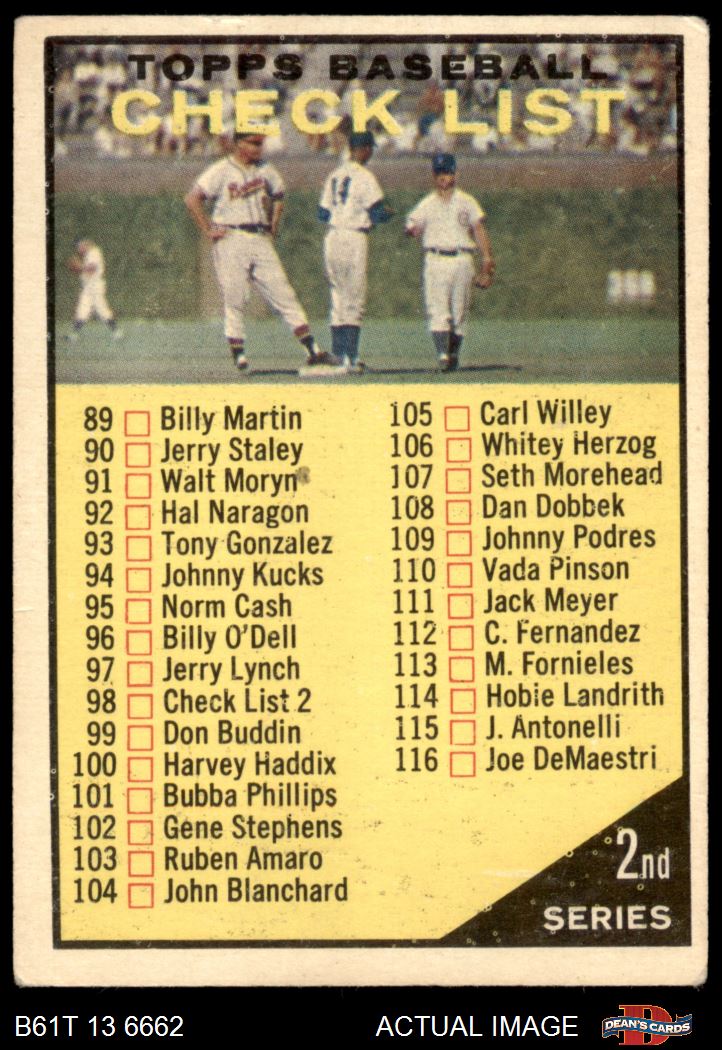 TOPPS BASEBALL
CHECK LIST
Braves
14
368
89 Billy Martin
90 Jerry Staley
91 Walt Moryn
92 Hal Naragon
93 Tony Gonzalez
94 Johnny Kucks
95 Norm Cash
96 Billy O'Dell
97 Jerry Lynch
98 Check List 2
99 Don Buddin
100 Harvey Haddix
101 Bubba Phillips
102 Gene Stephens
103 Ruben Amaro
104 John Blanchard
105 Carl Willey
106 Whitey Herzog
107 Seth Morehead
108 Dan Dobbek
109 Johnny Podres
110 Vada Pinson
111 Jack Meyer
112 C. Fernandez
113 M. Fornieles
114 Hobie Landrith
115 J. Antonelli
116 Joe DeMaestri
2nd
SERIES
B61T 13 6662
ACTUAL IMAGE
D
DEAN'S CARDS